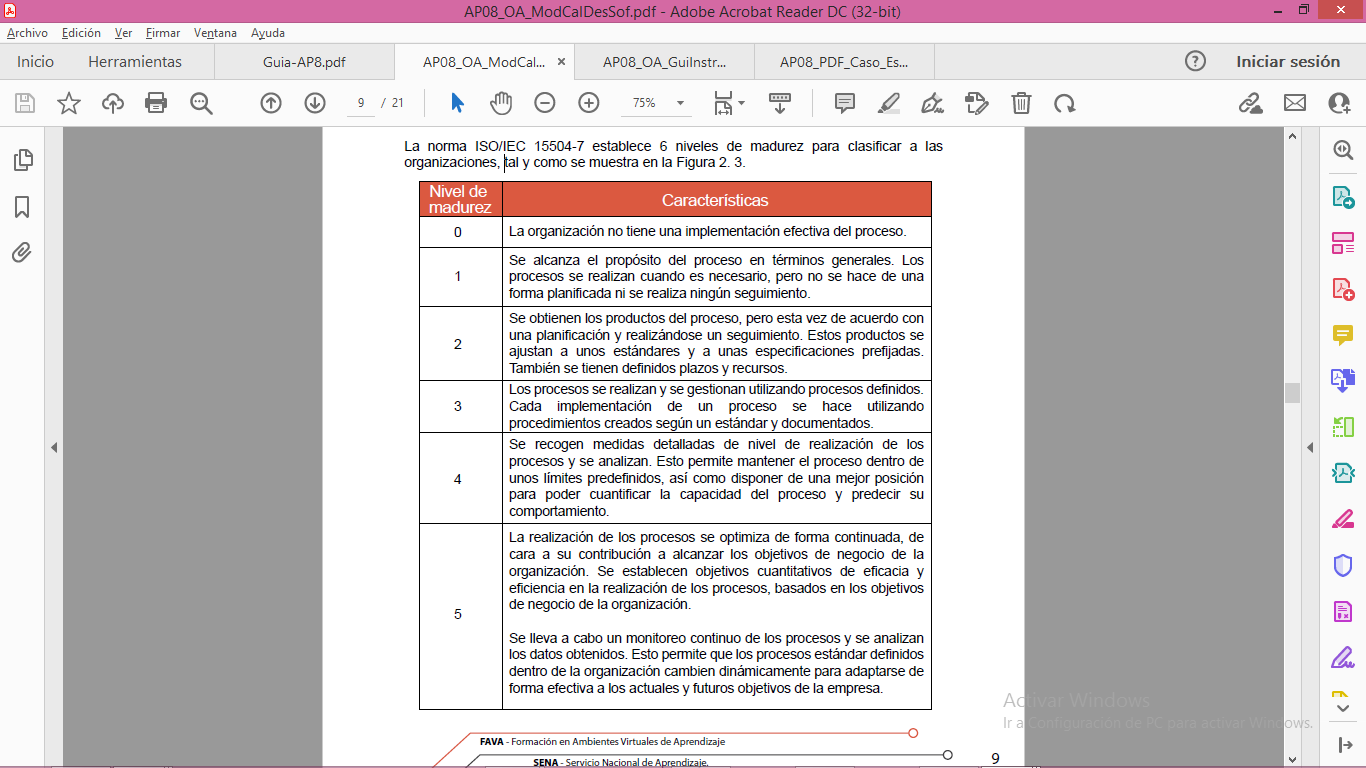 AP08_OA_ModCalDesSof.pdf - Adobe Acrobat Reader DC (32-bit)
Archivo Edición Ver Firmar Ventana Ayuda
Inicio Herramientas Guia-AP8.pdf AP08_OA_ModCal... × AP08_OA_GuiInstr... AP08_PDF_Caso_Es... Iniciar sesión
9 / 21 75%
La norma ISO/IEC 15504-7 establece 6 niveles de madurez para clasificar a las
organizaciones, tal y como se muestra en la Figura 2. 3.
Nivel de
madurez
Características
0
La organización no tiene una implementación efectiva del proceso.
1
Se alcanza el propósito del proceso en términos generales. Los
procesos se realizan cuando es necesario, pero no se hace de una
forma planificada ni se realiza ningún seguimiento.
2
Se obtienen los productos del proceso, pero esta vez de acuerdo con
una planificación y realizándose un seguimiento. Estos productos se
ajustan a unos estándares y a unas especificaciones prefijadas.
También se tienen definidos plazos y recursos.
3
Los procesos se realizan y se gestionan utilizando procesos definidos.
Cada implementación de un proceso se hace utilizando
procedimientos creados según un estándar y documentados.
4
Se recogen medidas detalladas de nivel de realización de los
procesos y se analizan. Esto permite mantener el proceso dentro de
unos límites predefinidos, así como disponer de una mejor posición
para poder cuantificar la capacidad del proceso y predecir su
comportamiento.
5
La realización de los procesos se optimiza de forma continuada, de
cara a su contribución a alcanzar los objetivos de negocio de la
organización. Se establecen objetivos cuantitativos de eficacia y
eficiencia en la realización de los procesos, basados en los objetivos
de negocio de la organización.
Se lleva a cabo un monitoreo continuo de los procesos y se analizan
los datos obtenidos. Esto permite que los procesos estándar definidos
dentro de la organización cambien dinámicamente para adaptarse de
forma efectiva a los actuales y futuros objetivos de la empresa.
Activar Windows
Ir a Configuración de PC para activar Windows.
FAVA - Formación en Ambientes Virtuales de Aprendizaje
SENA - Servicio Nacional de Aprendizaje.
9